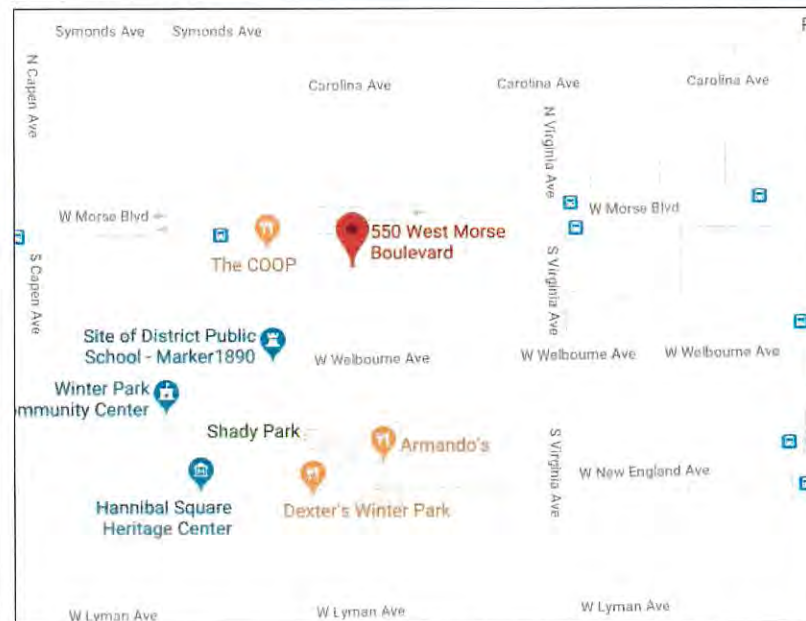 Symonds Ave
Symonds Ave
N Capen Ave
Carolina Ave
Carolina Ave
Carolina Ave
N Virginia Ave
W Morse Blvd
W Morse Blvd
550 West Morse
Boulevard
The COOP
S Capen Ave
S Virginia Ave
Site of District Public
School - Marker1890
W Welbourne Ave
W Welbourne Ave
W Welbourne Ave
Winter Park
ommunity Center
Shady Park
Armando's
S Virginia Ave
W New England Ave
Hannibal Square
Heritage Center
Dexter's Winter Park
W Lyman Ave
W Lyman Ave
W Lyman Ave